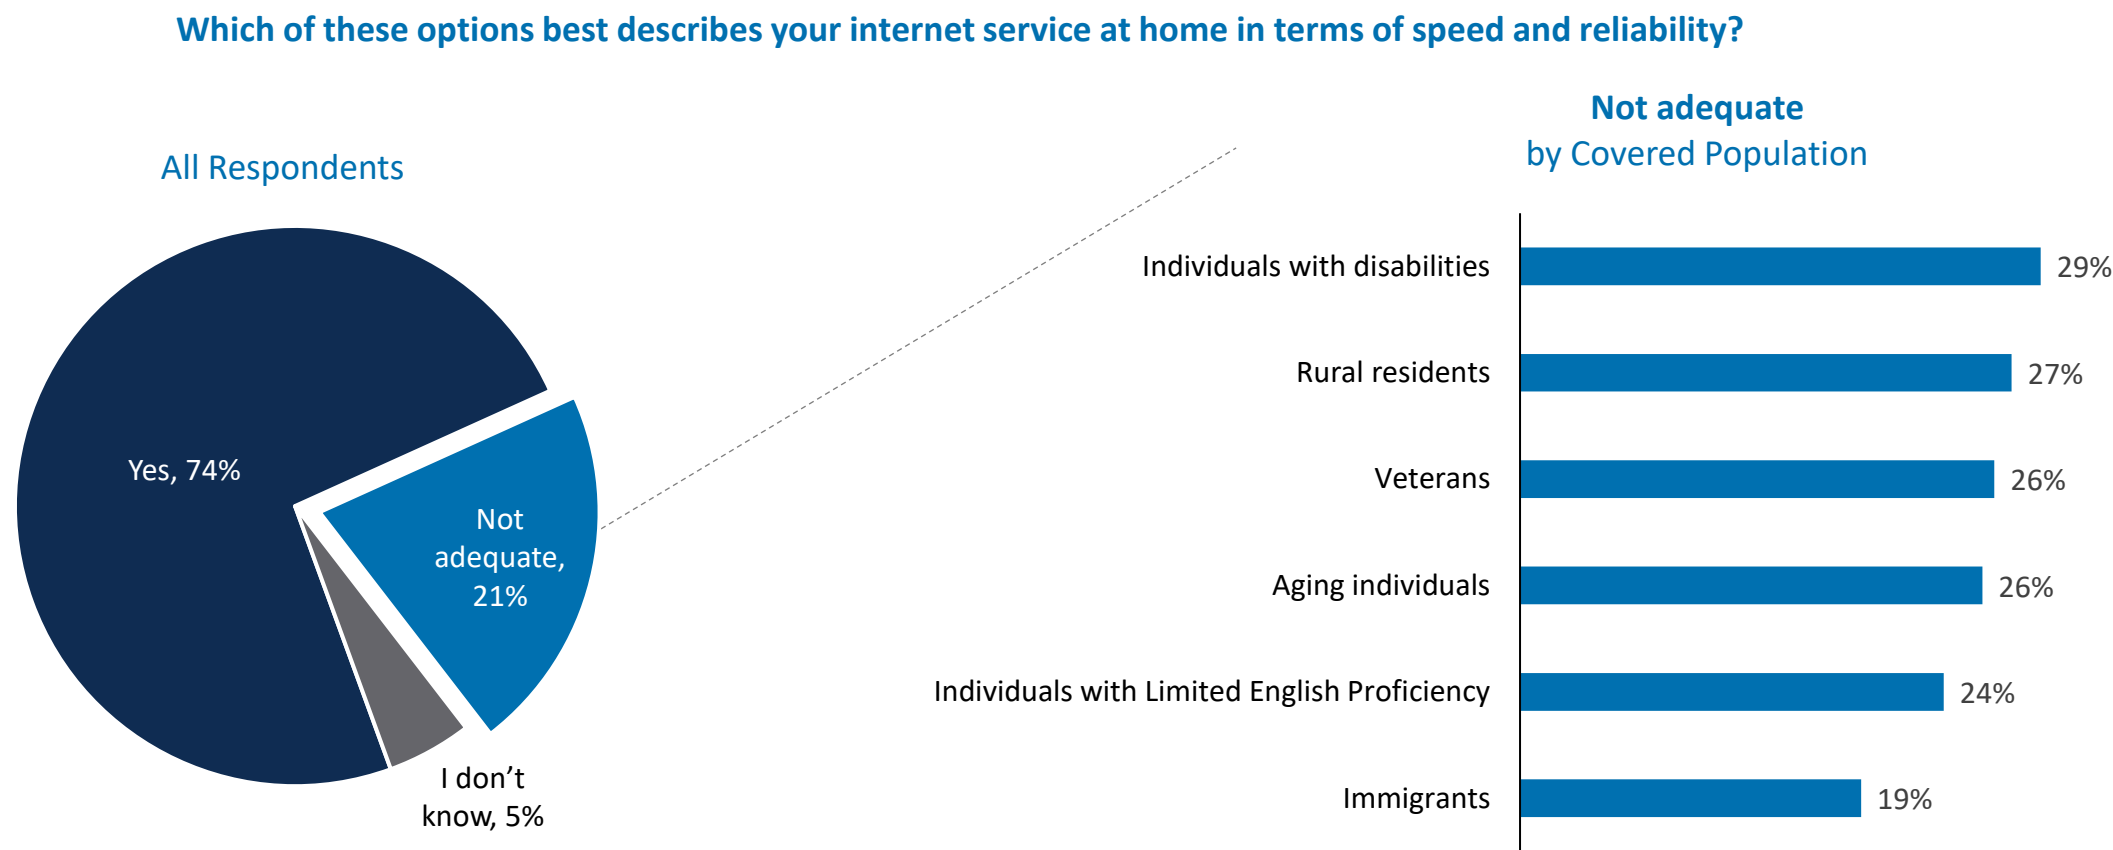 Which of these options best describes your internet service at home in terms of speed and reliability?
All Respondents
Yes, 74%
Not
adequate,
21%
I don’t
know, 5%
Not adequate
by Covered Population
Individuals with disabilities 29%
Rural residents 27%
Veterans 26%
Aging individuals 26%
Individuals with Limited English Proficiency 24%
Immigrants 19%